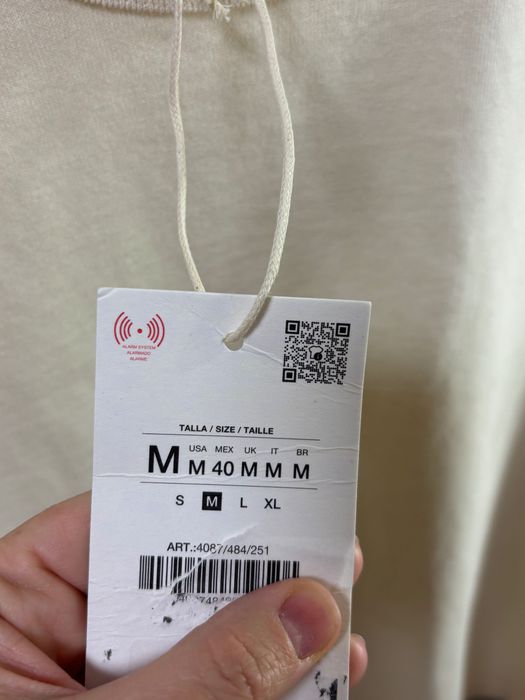 ALARM SYSTEM
ALARMADO
ALARME
TALLA / SIZE / TAILLE
USA MEX UK IT BR
M M 40 M M M
S M L XL
ART.:4087/484/251